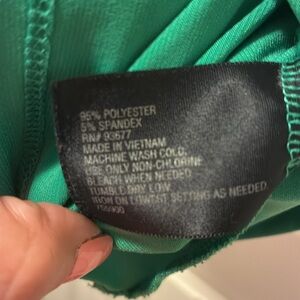 95% POLYESTER
5% SPANDEX
RN# 93677
MADE IN VIETNAM
MACHINE WASH COLD.
USE ONLY NON-CHLORINE
BLEACH WHEN NEEDED.
TUMBLE DRY LOW.
IRON ON LOWEST SETTING AS NEEDED.